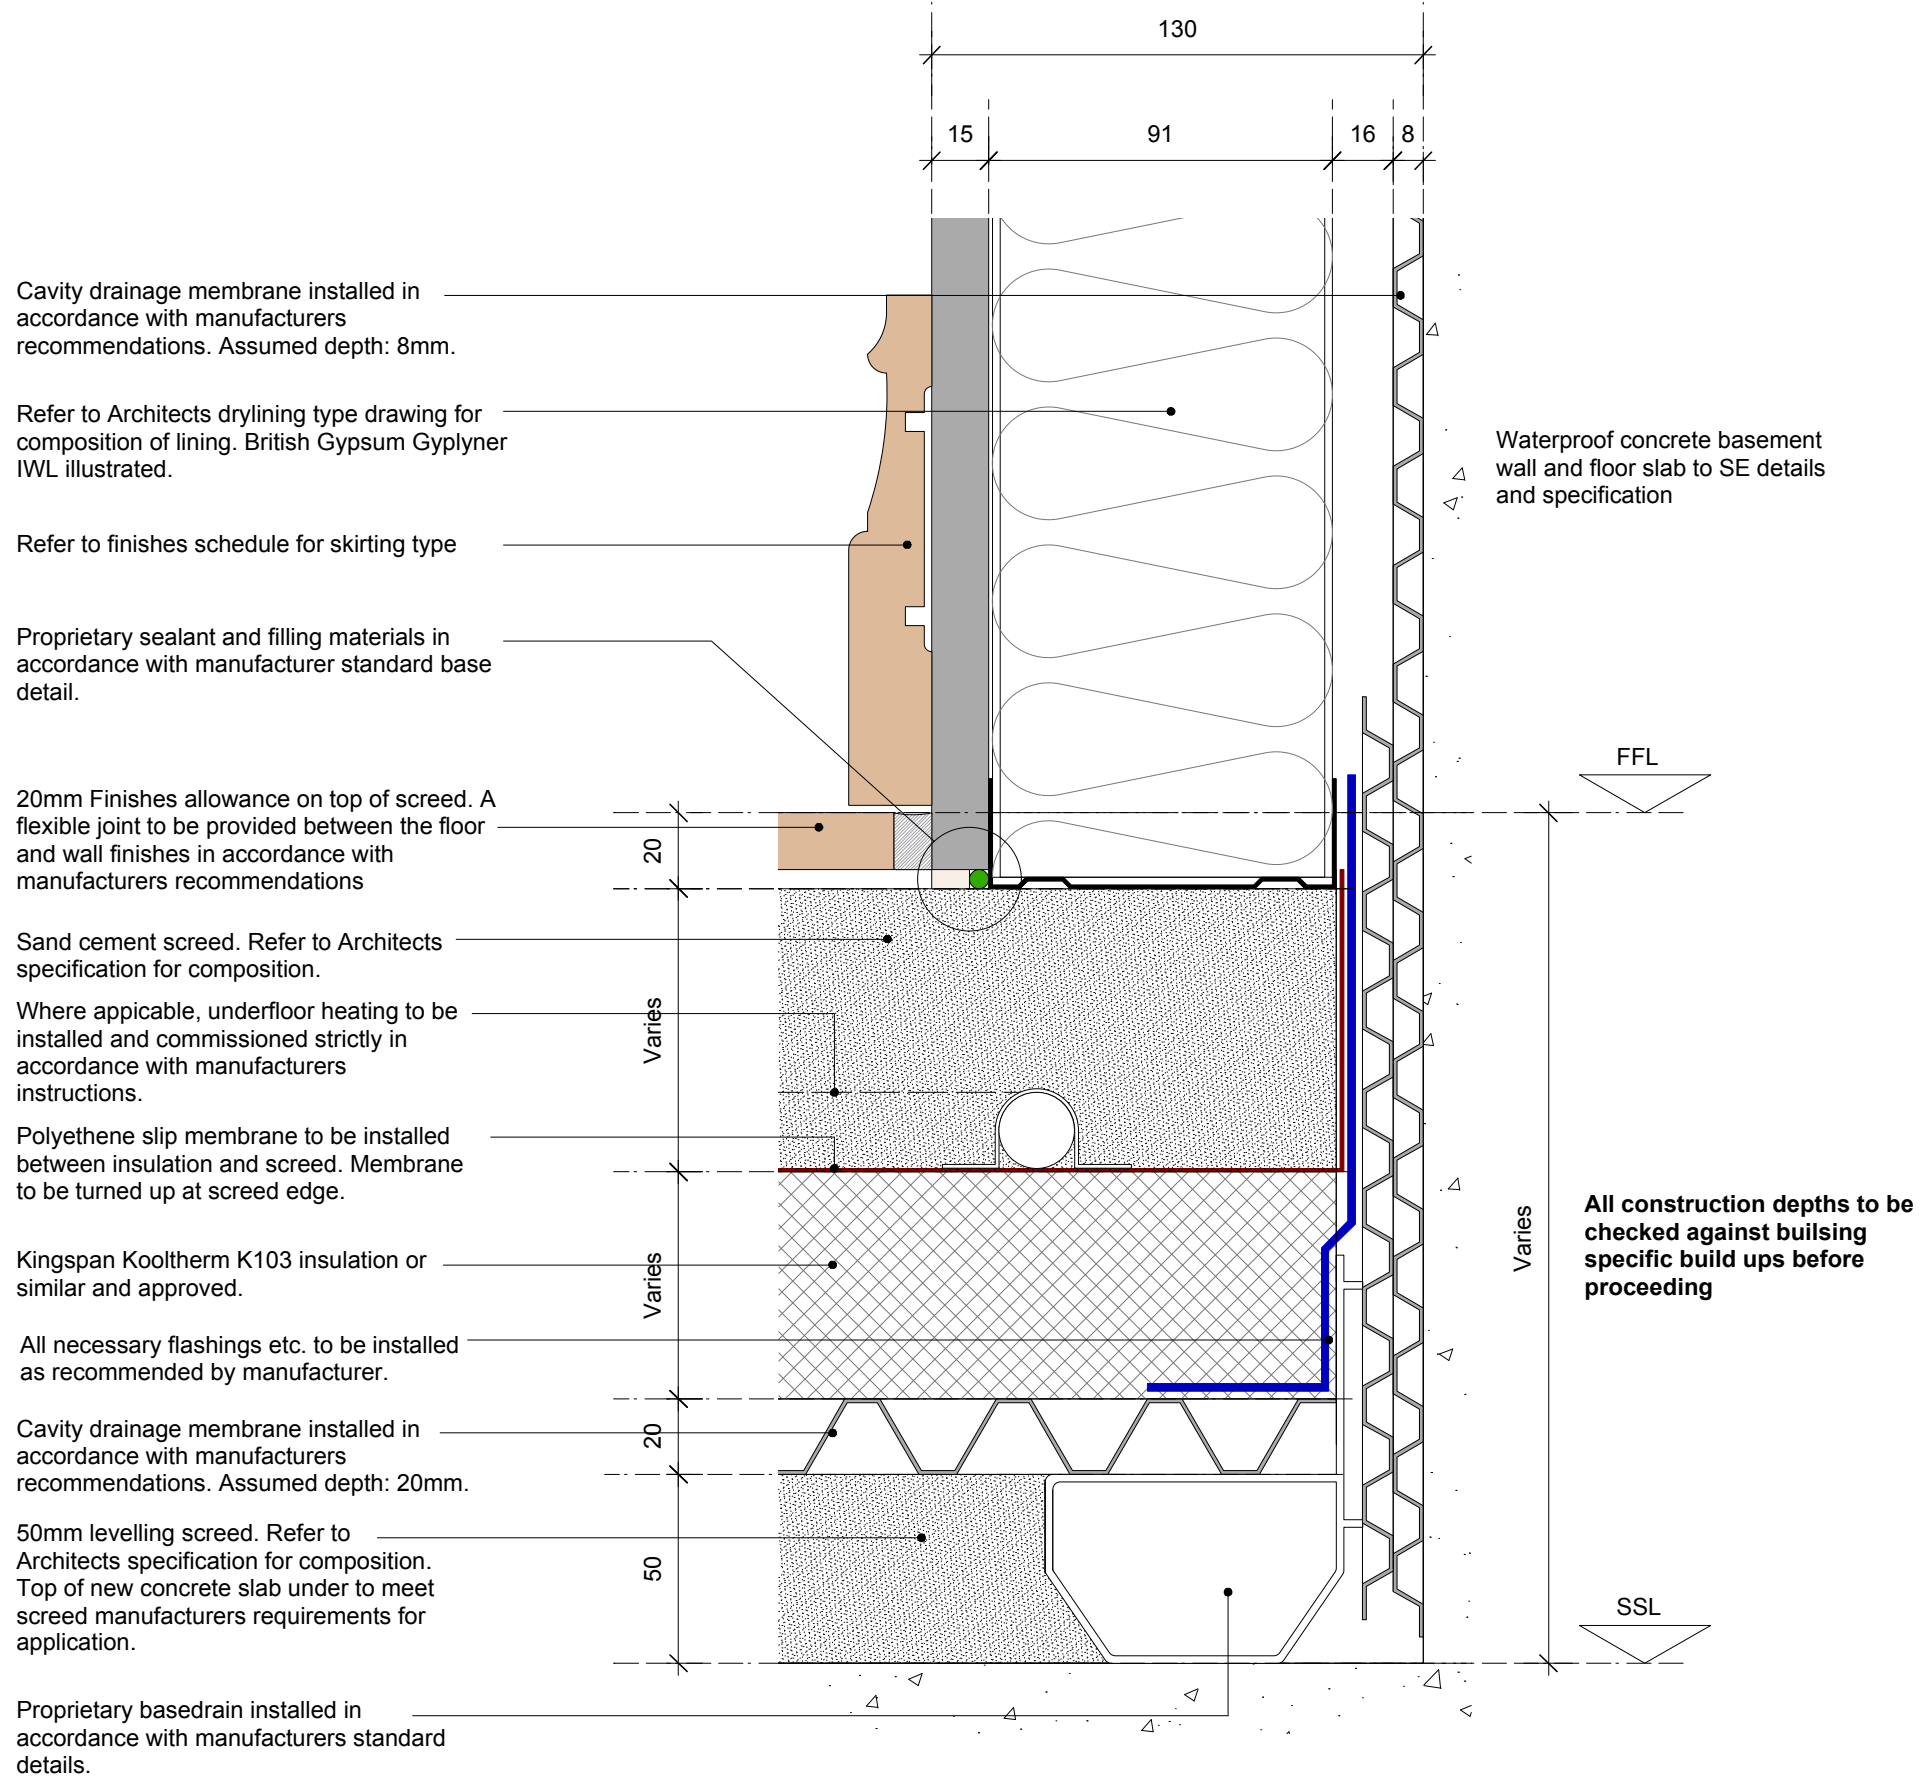 130
15
91
16
8
Cavity drainage membrane installed in
accordance with manufacturers
recommendations. Assumed depth: 8mm.
Refer to Architects drylining type drawing for
composition of lining. British Gypsum Gyplyner
IWL illustrated.
Waterproof concrete basement
wall and floor slab to SE details
and specification
Refer to finishes schedule for skirting type
Proprietary sealant and filling materials in
accordance with manufacturer standard base
detail.
FFL
20mm Finishes allowance on top of screed. A
flexible joint to be provided between the floor
and wall finishes in accordance with
manufacturers recommendations
20
Sand cement screed. Refer to Architects
specification for composition.
Where appicable, underfloor heating to be
installed and commissioned strictly in
accordance with manufacturers
instructions.
Varies
Polyethene slip membrane to be installed
between insulation and screed. Membrane
to be turned up at screed edge.
Varies
All construction depths to be
checked against builsing
specific build ups before
proceeding
Kingspan Kooltherm K103 insulation or
similar and approved.
Varies
All necessary flashings etc. to be installed
as recommended by manufacturer.
Cavity drainage membrane installed in
accordance with manufacturers
recommendations. Assumed depth: 20mm.
20
50mm levelling screed. Refer to
Architects specification for composition.
Top of new concrete slab under to meet
screed manufacturers requirements for
application.
50
SSL
Proprietary basedrain installed in
accordance with manufacturers standard
details.